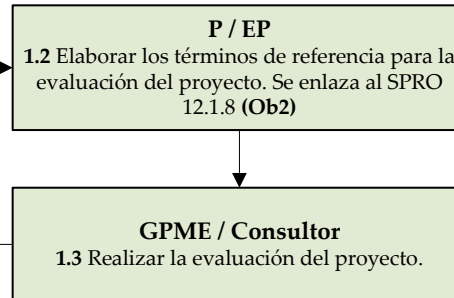 P / EP
1.2 Elaborar los términos de referencia para la
evaluación del proyecto. Se enlaza al SPRO
12.1.8 (Ob2)
GPME / Consultor
1.3 Realizar la evaluación del proyecto.